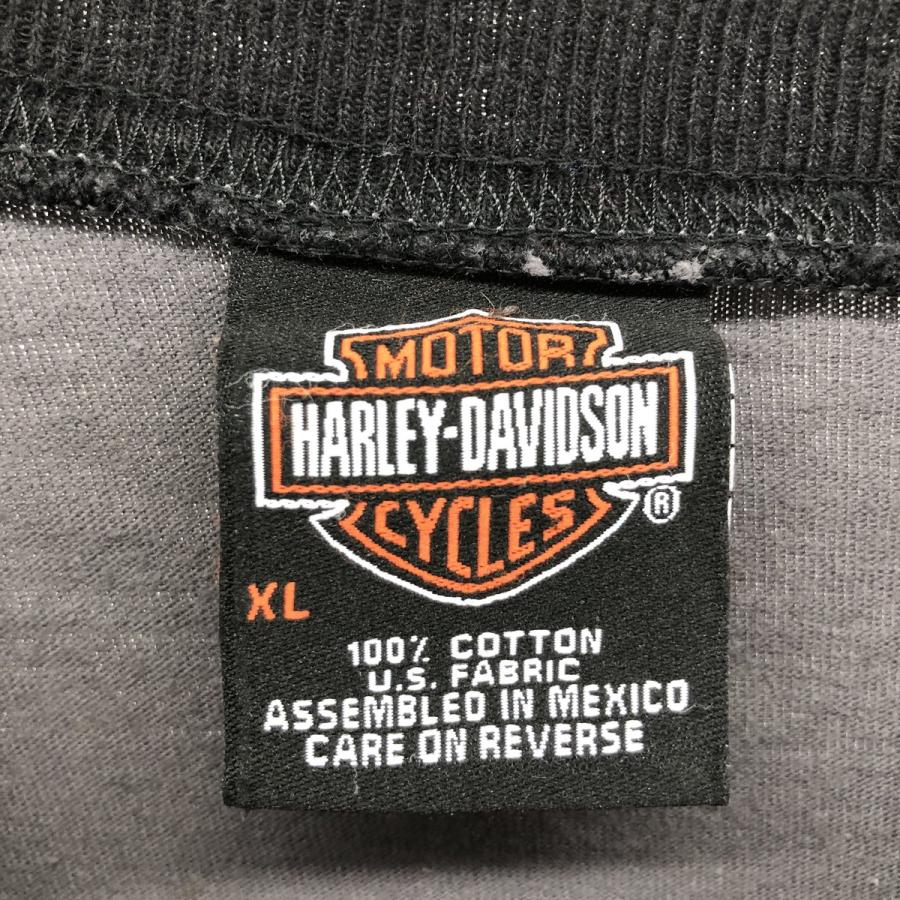 MOTOR
HARLEY-DAVIDSON
CYCLES
®
XL
100% COTTON
U.S. FABRIC
ASSEMBLED IN MEXICO
CARE ON REVERSE